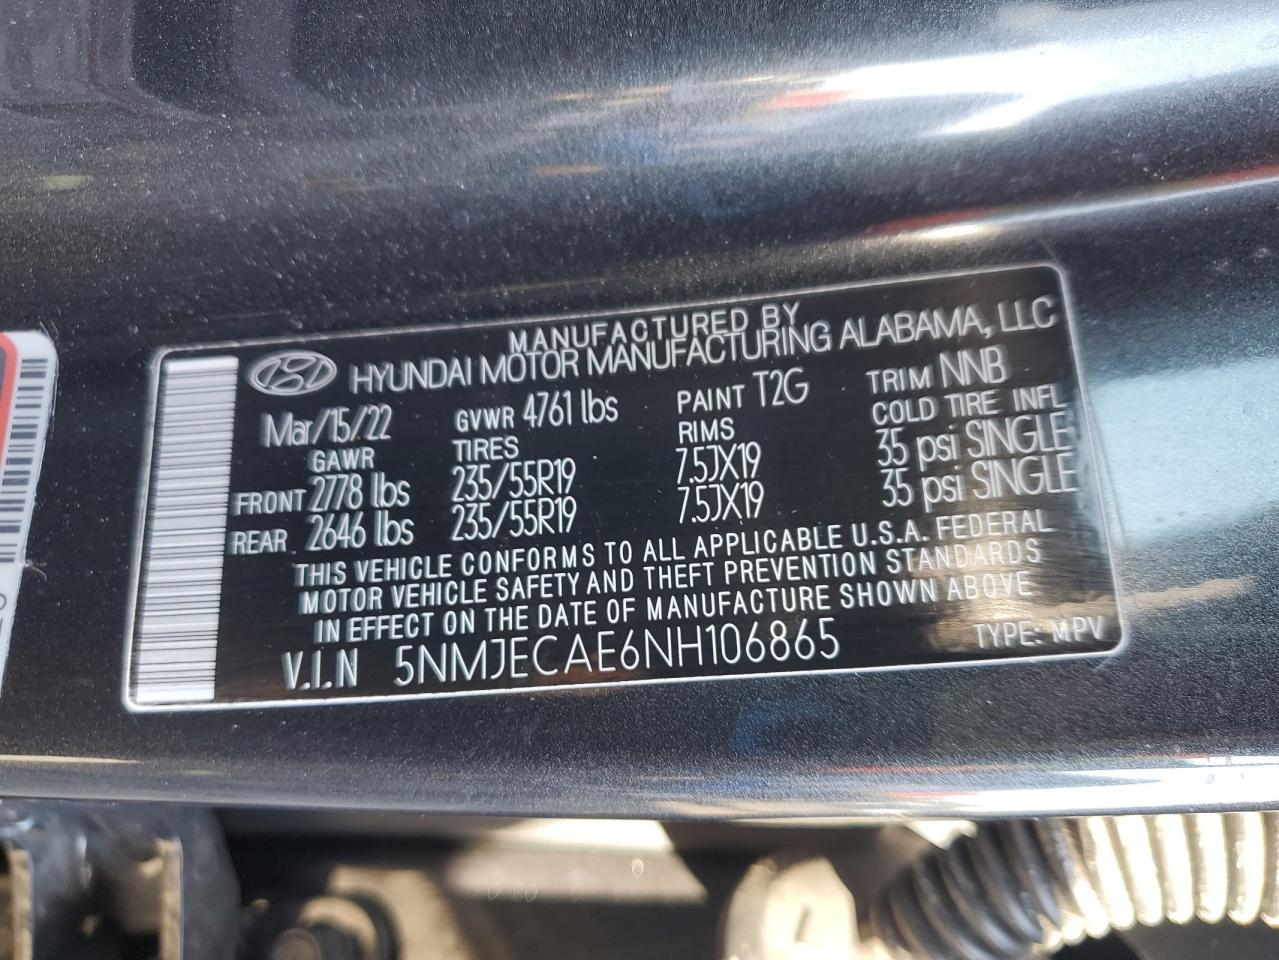 MANUFACTURED BY
HYUNDAI MOTOR MANUFACTURING ALABAMA, LLC
Mar/15/22 GVWR 4761 lbs PAINT T2G TRIM NNB
GAWR TIRES RIMS COLD TIRE INFL
FRONT 2778 lbs 235/55R19 7.5JX19 35 psi SINGLE
REAR 2646 lbs 235/55R19 7.5JX19 35 psi SINGLE
THIS VEHICLE CONFORMS TO ALL APPLICABLE U.S.A. FEDERAL
MOTOR VEHICLE SAFETY AND THEFT PREVENTION STANDARDS
IN EFFECT ON THE DATE OF MANUFACTURE SHOWN ABOVE
V.I.N 5NMJECAE6NH106865 TYPE: MPV